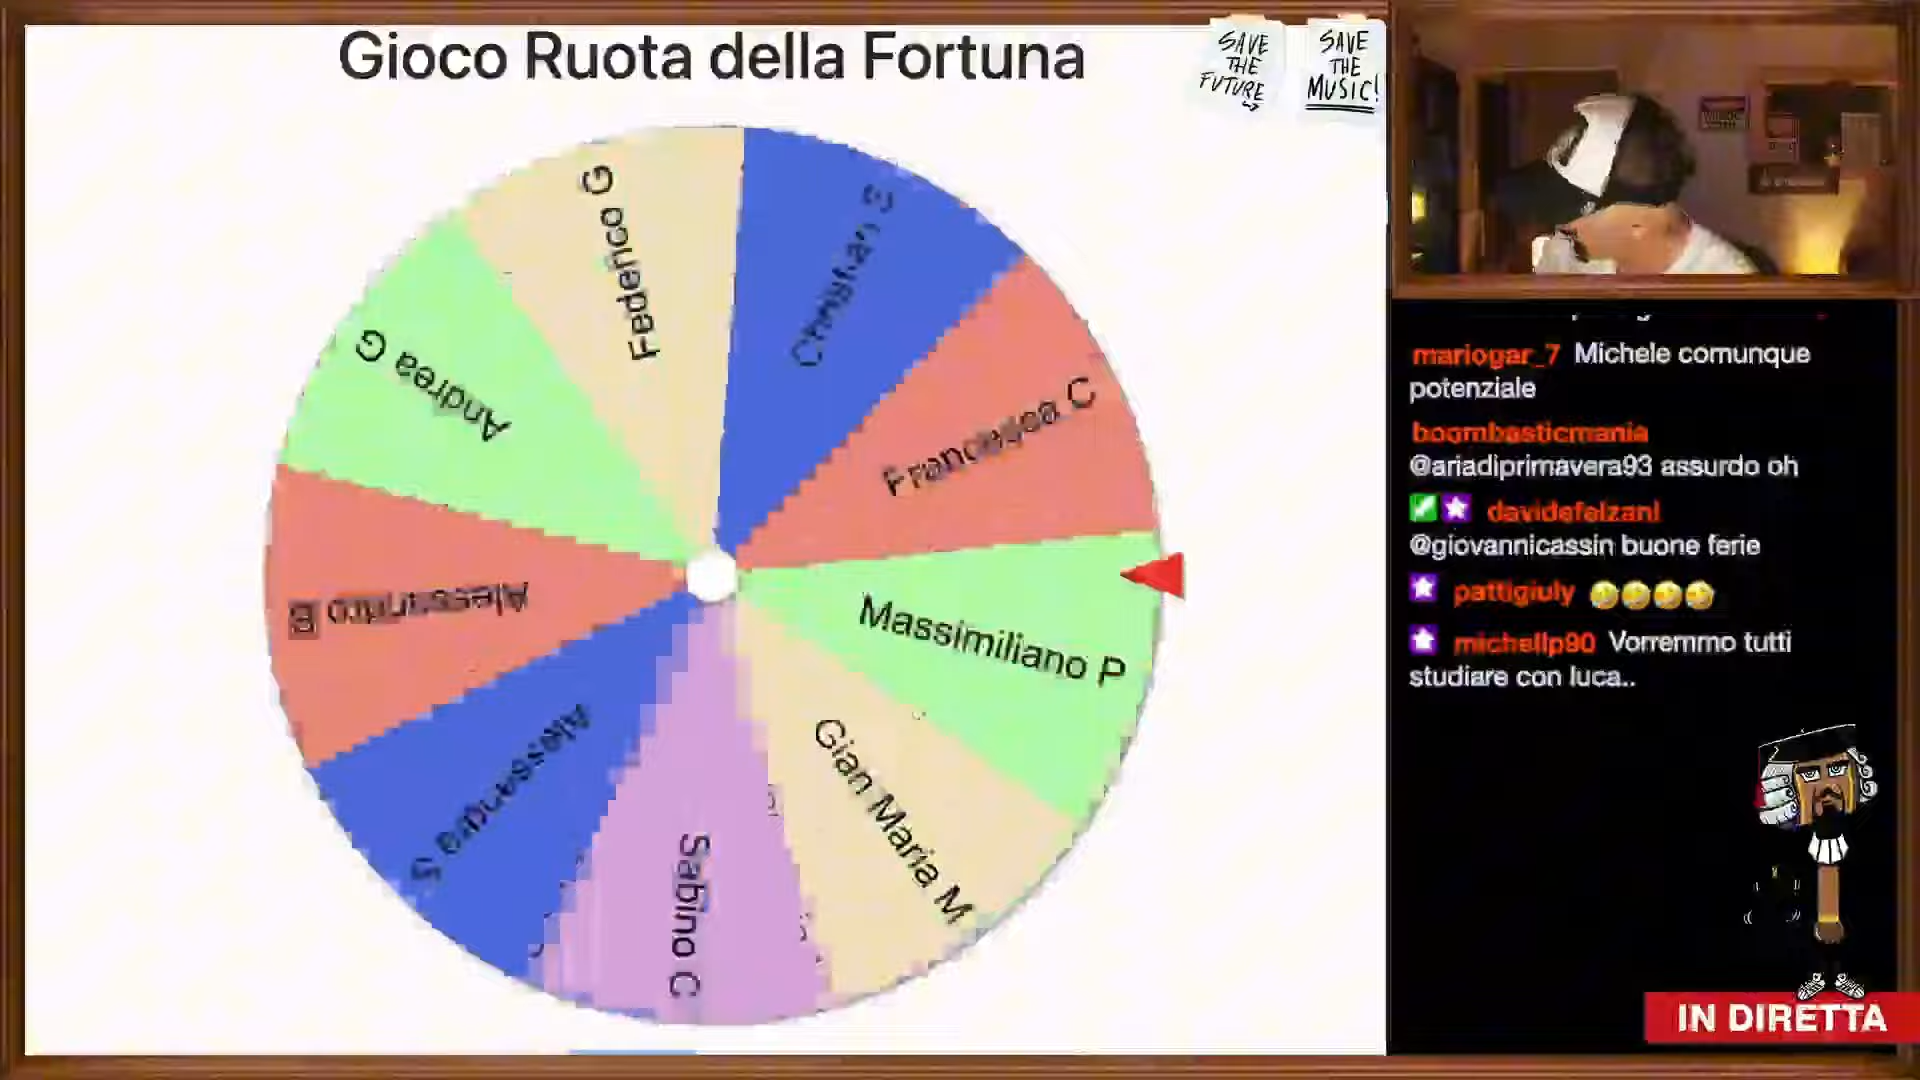 Gioco Ruota della Fortuna
SAVE
THE
FUTURE
SAVE
THE
MUSIC!
Federico G
Francesca C
Massimiliano P
Gian Maria M
Sabino C
Alessandra S
Alessandro B
Andrea G
mariogar_7 Michele comunque
potenziale
boombasticmania
@ariadiprimavera93 assurdo oh
davidefalzani
@giovannicassin buone ferie
pattigiuly
michellp90 Vorremmo tutti
studiare con luca..
IN DIRETTA